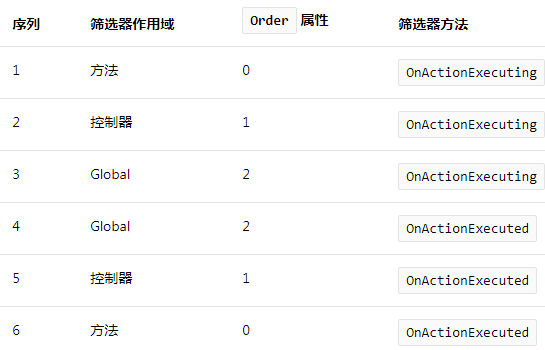 序列 筛选器作用域 Order 属性 筛选器方法
1 方法 0 OnActionExecuting
2 控制器 1 OnActionExecuting
3 Global 2 OnActionExecuting
4 Global 2 OnActionExecuted
5 控制器 1 OnActionExecuted
6 方法 0 OnActionExecuted